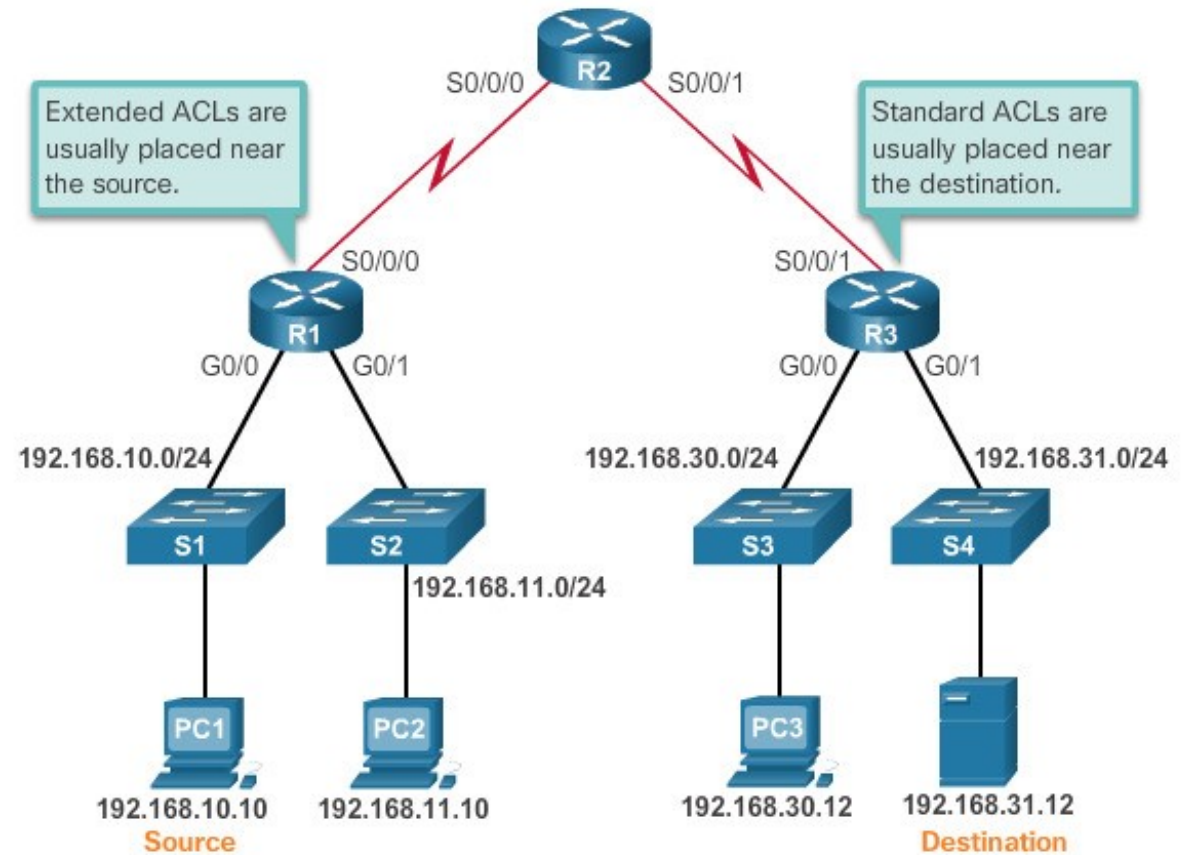 R2
S0/0/0
S0/0/1
Extended ACLs are
usually placed near
the source.
Standard ACLs are
usually placed near
the destination.
S0/0/0
S0/0/1
R1
R3
G0/0
G0/1
G0/0
G0/1
192.168.10.0/24
192.168.30.0/24
192.168.31.0/24
S1
S2
S3
S4
192.168.11.0/24
PC1
PC2
PC3
192.168.10.10
192.168.11.10
192.168.30.12
192.168.31.12
Source
Destination